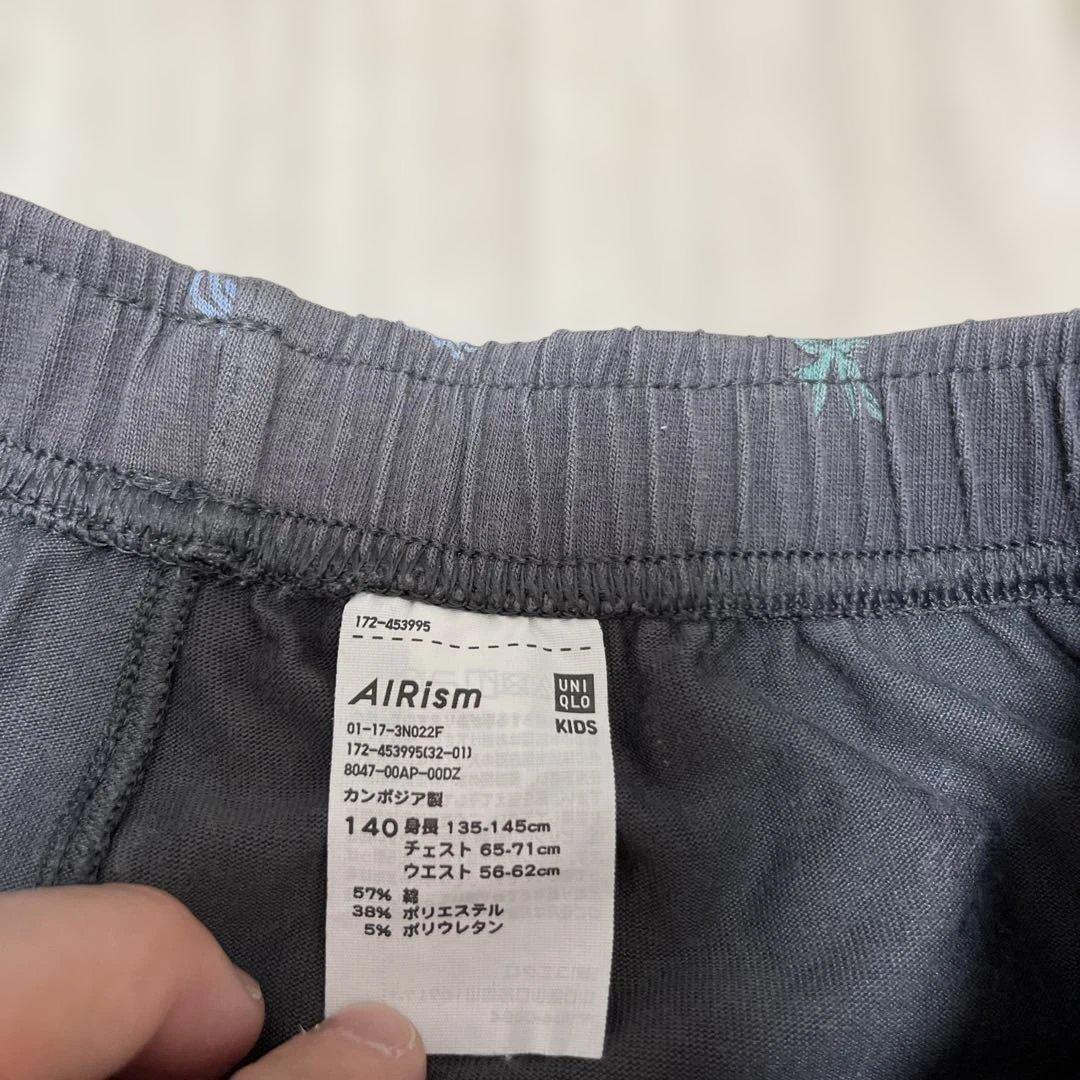 172-453995
AIRism
UNI
QLO
KIDS
01-17-3N022F
172-453995(32-01)
8047-00AP-00DZ
カンボジア製
140 身長 135-145cm
チェスト 65-71cm
ウエスト 56-62cm
57% 綿
38% ポリエステル
5% ポリウレタン